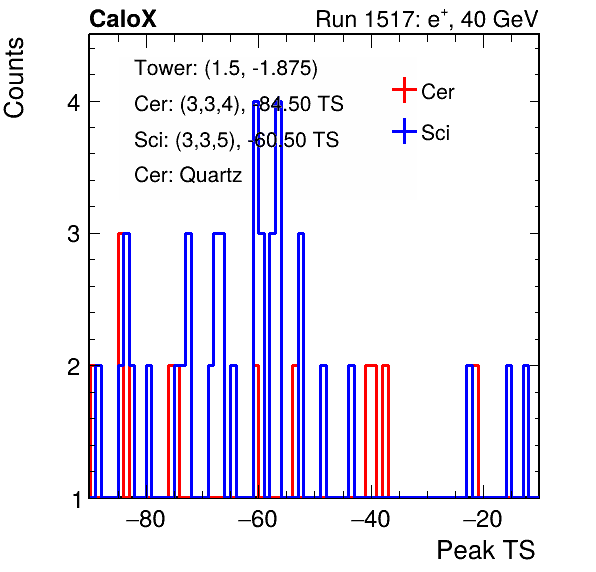 CaloX Run 1517: e⁺, 40 GeV
Counts
Tower: (1.5, -1.875)
Cer: (3,3,4), -84.50 TS
Sci: (3,3,5), -60.50 TS
Cer: Quartz
Cer
Sci
4
3
2
1
−80 −60 −40 −20
Peak TS